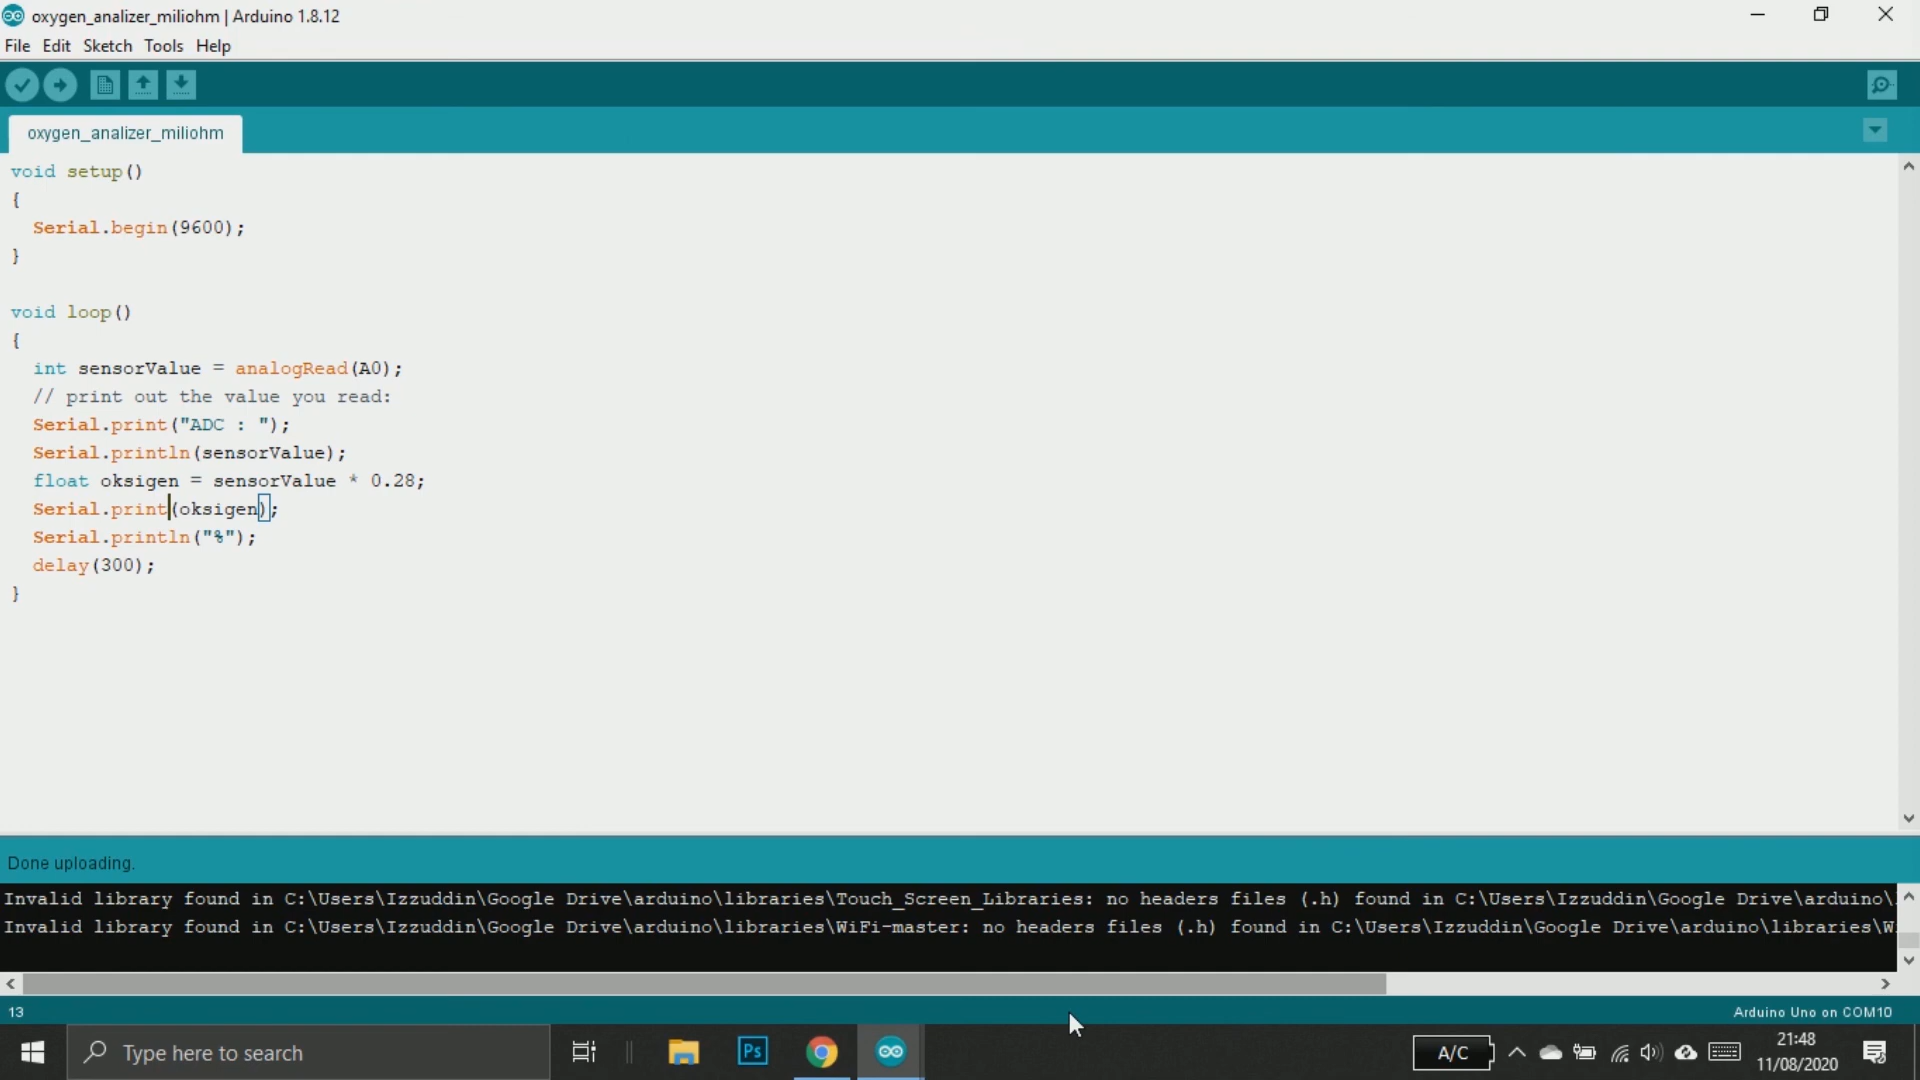 oxygen_analizer_miliohm | Arduino 1.8.12
File Edit Sketch Tools Help
oxygen_analizer_miliohm
void setup()
{
  Serial.begin(9600);
}

void loop()
{
  int sensorValue = analogRead(A0);
  // print out the value you read:
  Serial.print("ADC : ");
  Serial.println(sensorValue);
  float oksigen = sensorValue * 0.28;
  Serial.print(oksigen);
  Serial.println("%");
  delay(300);
}
Done uploading.
Invalid library found in C:\Users\Izzuddin\Google Drive\arduino\libraries\Touch_Screen_Libraries: no headers files (.h) found in C:\Users\Izzuddin\Google Drive\arduino\
Invalid library found in C:\Users\Izzuddin\Google Drive\arduino\libraries\WiFi-master: no headers files (.h) found in C:\Users\Izzuddin\Google Drive\arduino\libraries\W
13
Arduino Uno on COM10
Type here to search
Ps
A/C
21:48
11/08/2020